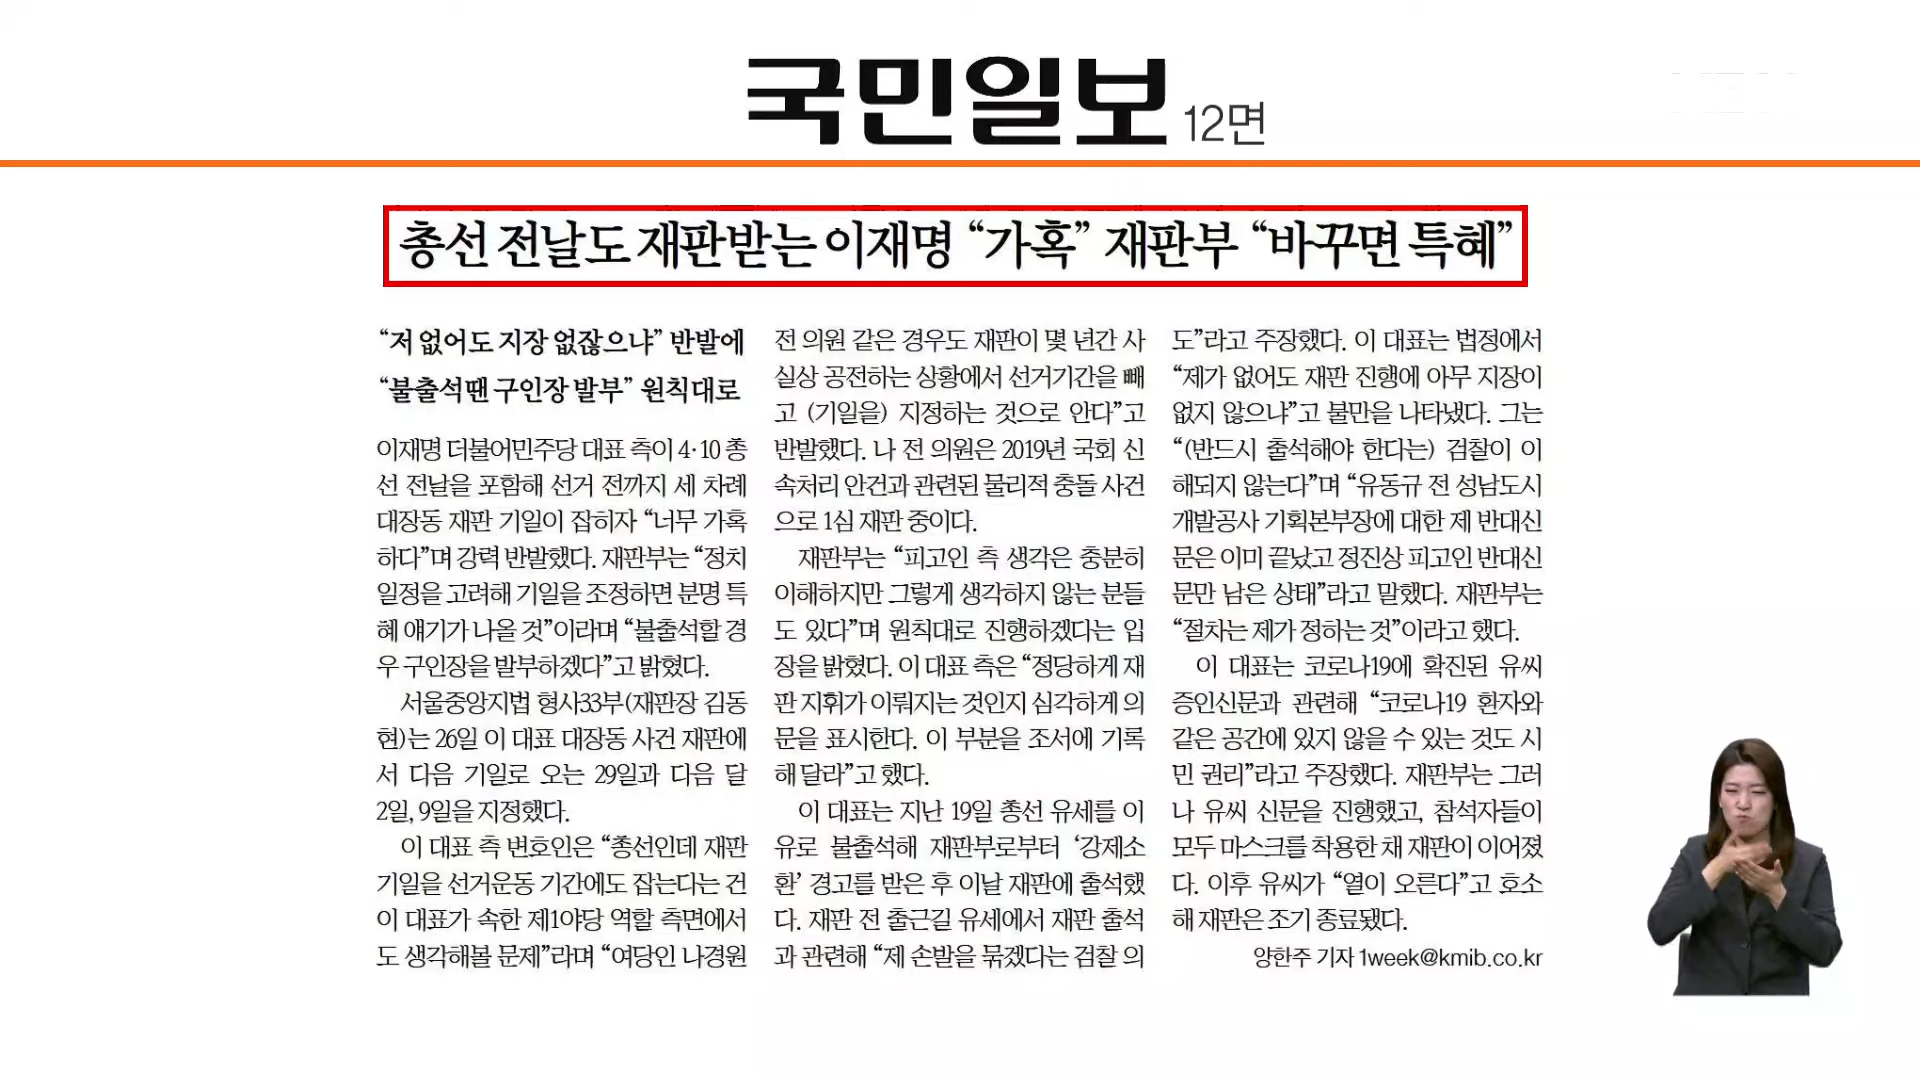 국민일보 12면
총선 전날도 재판받는 이재명 “가혹” 재판부 “바꾸면 특혜”
“저 없어도 지장 없잖으냐” 반발에
“불출석땐 구인장 발부” 원칙대로
이재명 더불어민주당 대표 측이 4·10 총
선 전날을 포함해 선거 전까지 세 차례
대장동 재판 기일이 잡히자 “너무 가혹
하다”며 강력 반발했다. 재판부는 “정치
일정을 고려해 기일을 조정하면 분명 특
혜 얘기가 나올 것”이라며 “불출석할 경
우 구인장을 발부하겠다”고 밝혔다.
서울중앙지법 형사33부(재판장 김동
현)는 26일 이 대표 대장동 사건 재판에
서 다음 기일로 오는 29일과 다음 달
2일, 9일을 지정했다.
이 대표 측 변호인은 “총선인데 재판
기일을 선거운동 기간에도 잡는다는 건
이 대표가 속한 제1야당 역할 측면에서
도 생각해볼 문제”라며 “여당인 나경원
전 의원 같은 경우도 재판이 몇 년간 사
실상 공전하는 상황에서 선거기간을 빼
고 (기일을) 지정하는 것으로 안다”고
반발했다. 나 전 의원은 2019년 국회 신
속처리 안건과 관련된 물리적 충돌 사건
으로 1심 재판 중이다.
재판부는 “피고인 측 생각은 충분히
이해하지만 그렇게 생각하지 않는 분들
도 있다”며 원칙대로 진행하겠다는 입
장을 밝혔다. 이 대표 측은 “정당하게 재
판 지휘가 이뤄지는 것인지 심각하게 의
문을 표시한다. 이 부분을 조서에 기록
해 달라”고 했다.
이 대표는 지난 19일 총선 유세를 이
유로 불출석해 재판부로부터 ‘강제소
환’ 경고를 받은 후 이날 재판에 출석했
다. 재판 전 출근길 유세에서 재판 출석
과 관련해 “제 손발을 묶겠다는 검찰 의
도”라고 주장했다. 이 대표는 법정에서
“제가 없어도 재판 진행에 아무 지장이
없지 않으냐”고 불만을 나타냈다. 그는
“(반드시 출석해야 한다는) 검찰이 이
해되지 않는다”며 “유동규 전 성남도시
개발공사 기획본부장에 대한 제 반대신
문은 이미 끝났고 정진상 피고인 반대신
문만 남은 상태”라고 말했다. 재판부는
“절차는 제가 정하는 것”이라고 했다.
이 대표는 코로나19에 확진된 유씨
증인신문과 관련해 “코로나19 환자와
같은 공간에 있지 않을 수 있는 것도 시
민 권리”라고 주장했다. 재판부는 그러
나 유씨 신문을 진행했고, 참석자들이
모두 마스크를 착용한 채 재판이 이어졌
다. 이후 유씨가 “열이 오른다”고 호소
해 재판은 조기 종료됐다.
양한주 기자 1week@kmib.co.kr